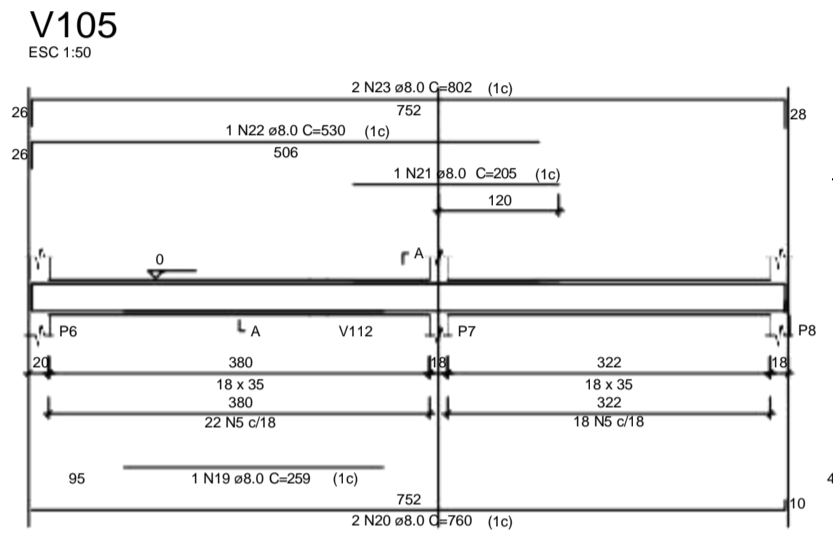 V105
ESC 1:50
2 N23 ø8.0 C=802 (1c)
26
752
28
1 N22 ø8.0 C=530 (1c)
26
506
1 N21 ø8.0 C=205 (1c)
120
0
A
A
P6
V112
P7
P8
20
380
18
322
18
18 x 35
18 x 35
380
322
22 N5 c/18
18 N5 c/18
95
1 N19 ø8.0 C=259 (1c)
4
752
10
2 N20 ø8.0 C=760 (1c)